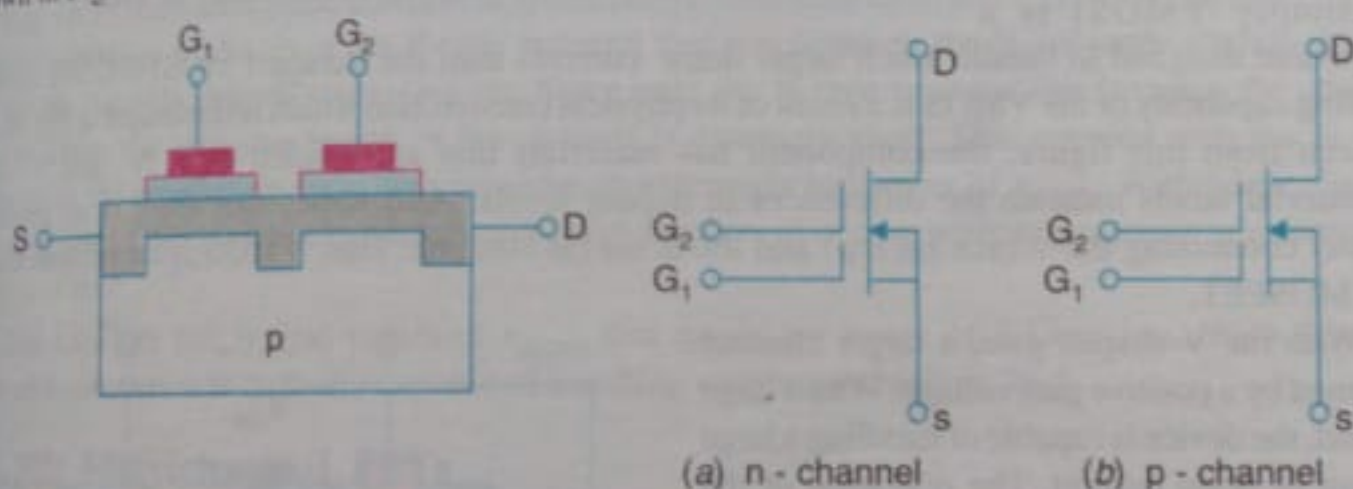 G₁ G₂
S D
p
D
G₂
G₁
S
(a) n - channel
D
G₂
G₁
S
(b) p - channel